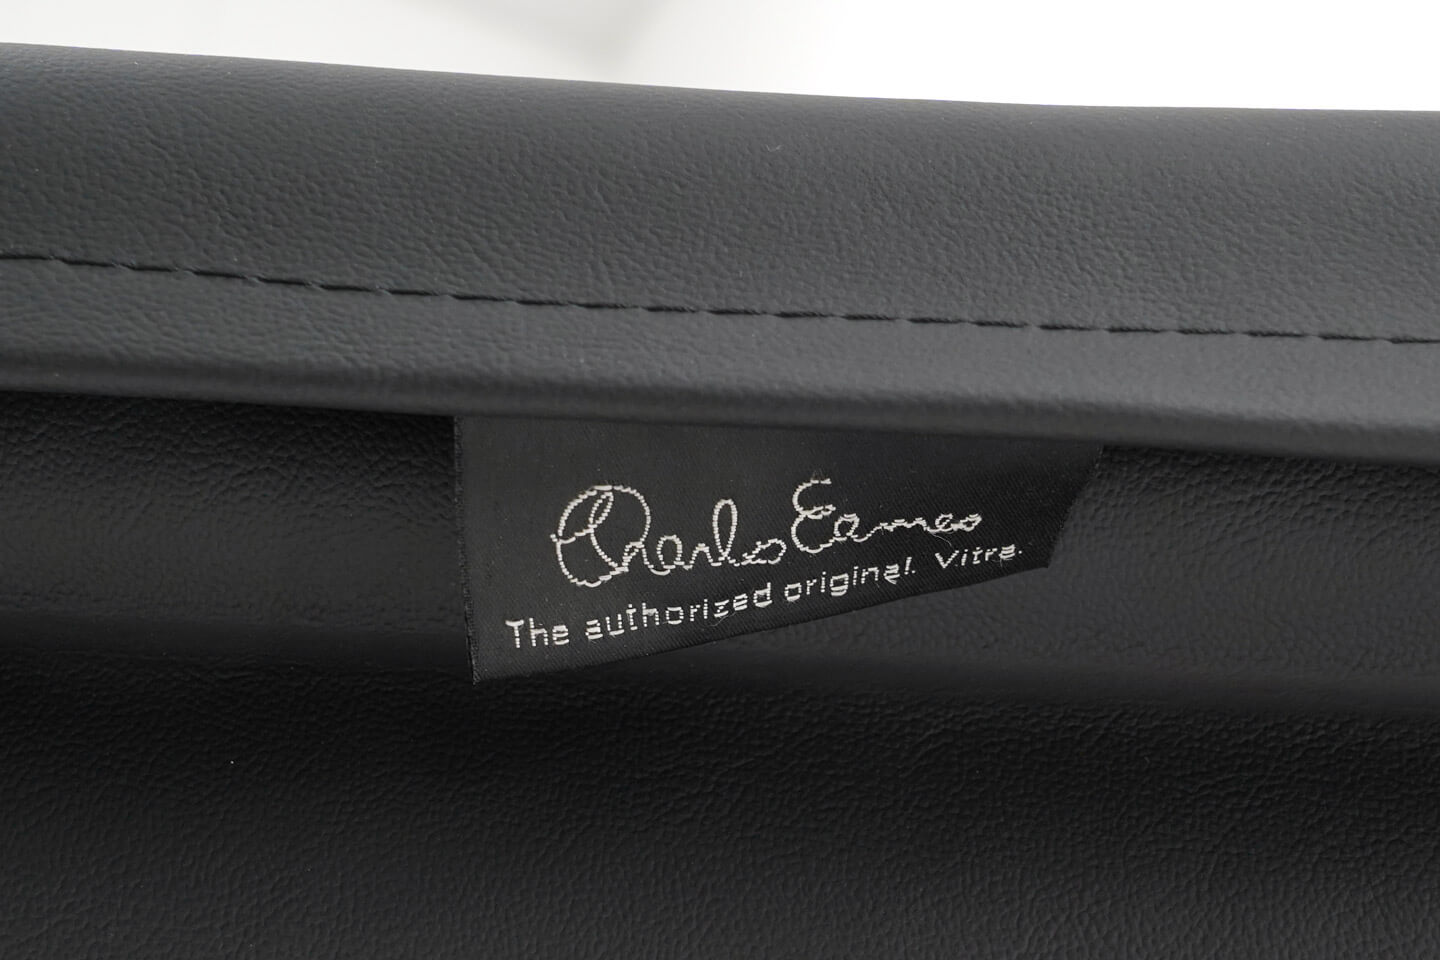 Charles Eames
The authorized original. Vitra.